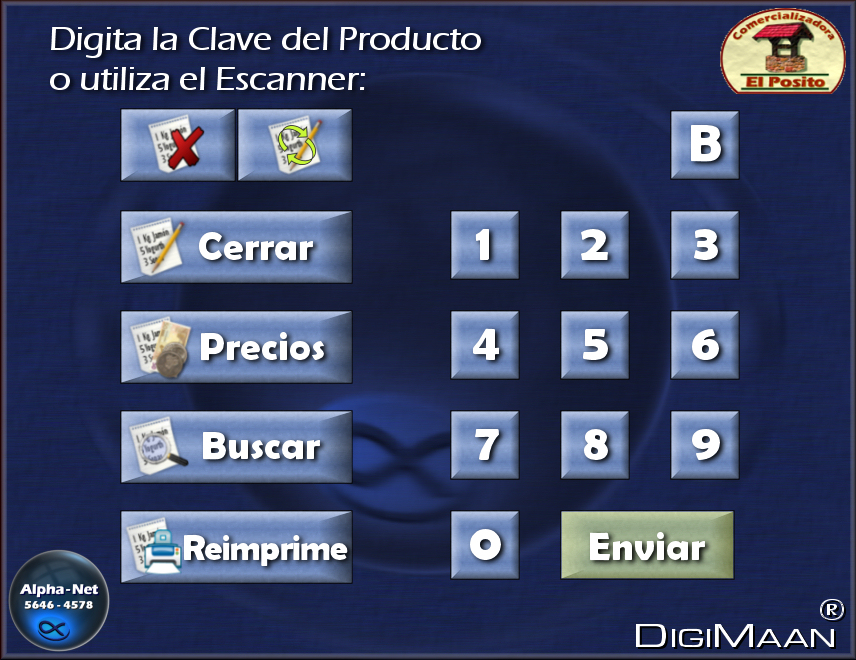 Digita la Clave del Producto
o utiliza el Escanner:
Comercializadora
El Posito
B
Cerrar
1 2 3
Precios
4 5 6
Buscar
7 8 9
Reimprime
0
Enviar
Alpha-Net
5646 - 4578
DIGIMAAN ®